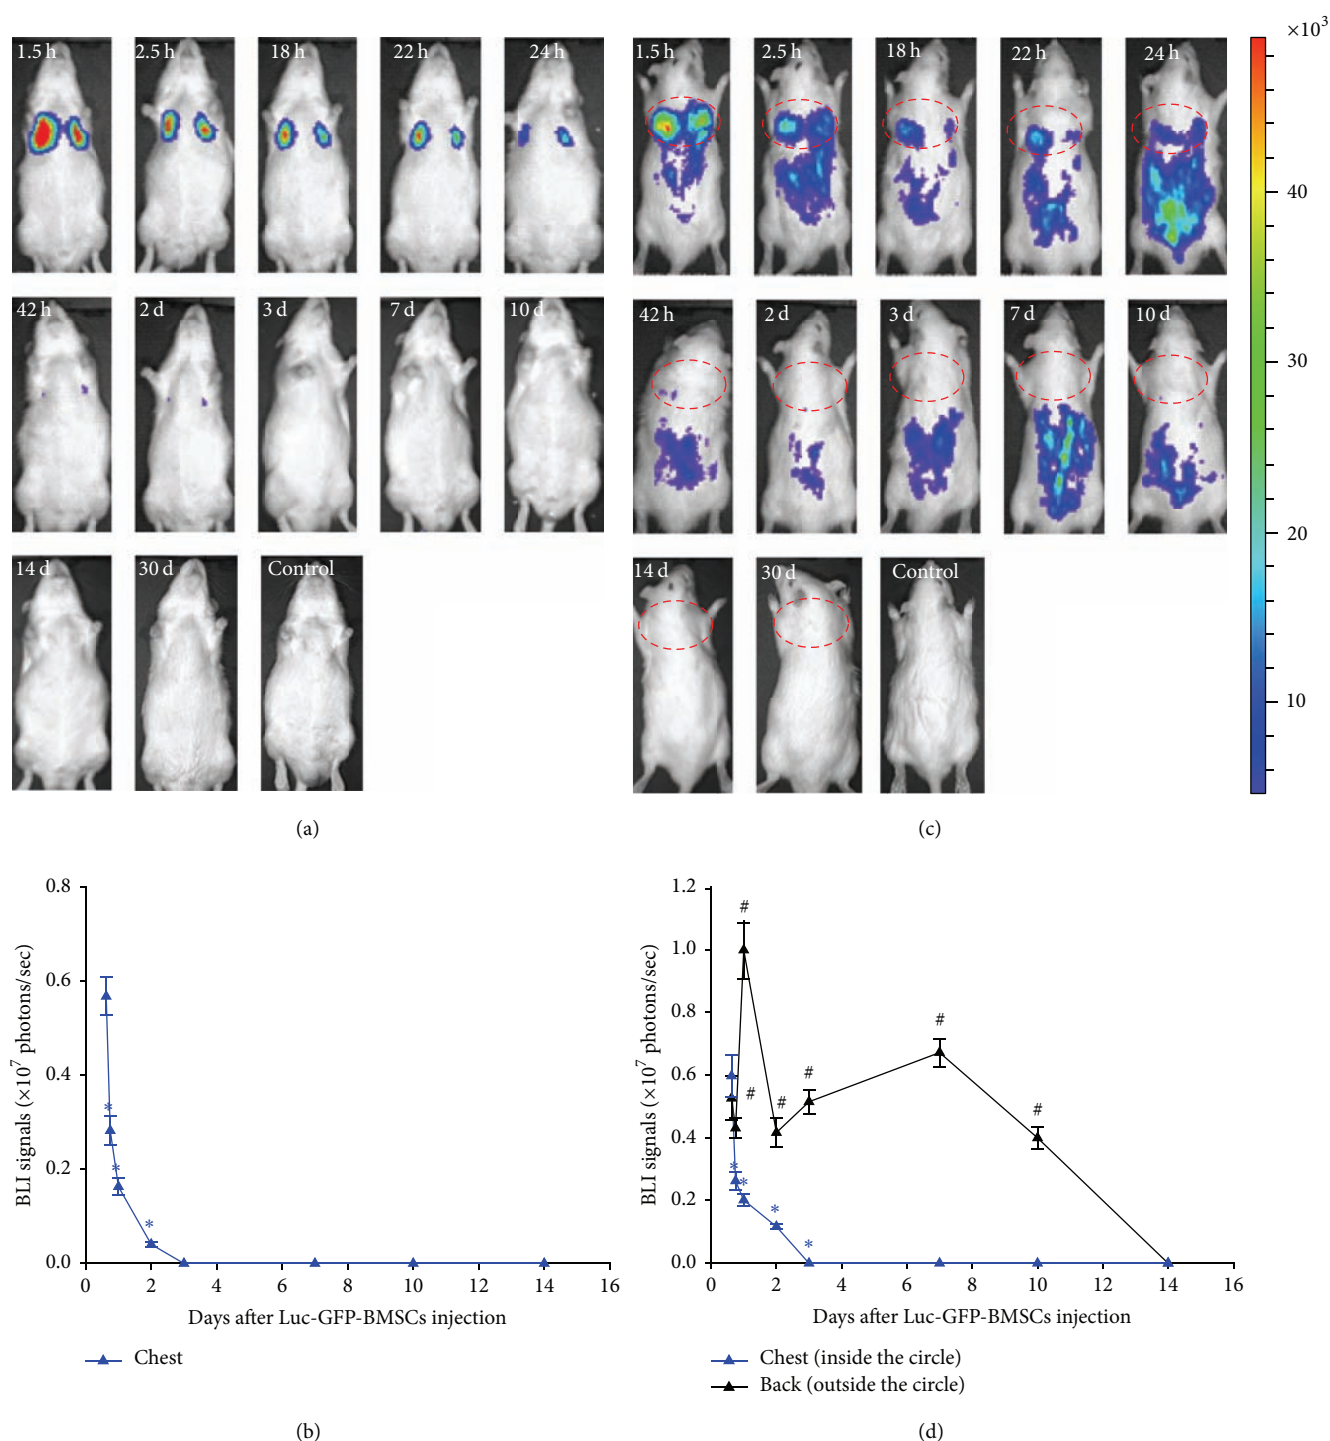 1.5 h 2.5 h 18 h 22 h 24 h
42 h 2 d 3 d 7 d 10 d
14 d 30 d Control
(a)
1.5 h 2.5 h 18 h 22 h 24 h
42 h 2 d 3 d 7 d 10 d
14 d 30 d Control
(c)
×10³
40
30
20
10
0.8
0.6
0.4
0.2
0.0
BLI signals (×10⁷ photons/sec)
* * *
0 2 4 6 8 10 12 14 16
Days after Luc-GFP-BMSCs injection
Chest
(b)
1.2
1.0
0.8
0.6
0.4
0.2
0.0
BLI signals (×10⁷ photons/sec)
# # # # # #
* * * *
0 2 4 6 8 10 12 14 16
Days after Luc-GFP-BMSCs injection
Chest (inside the circle)
Back (outside the circle)
(d)